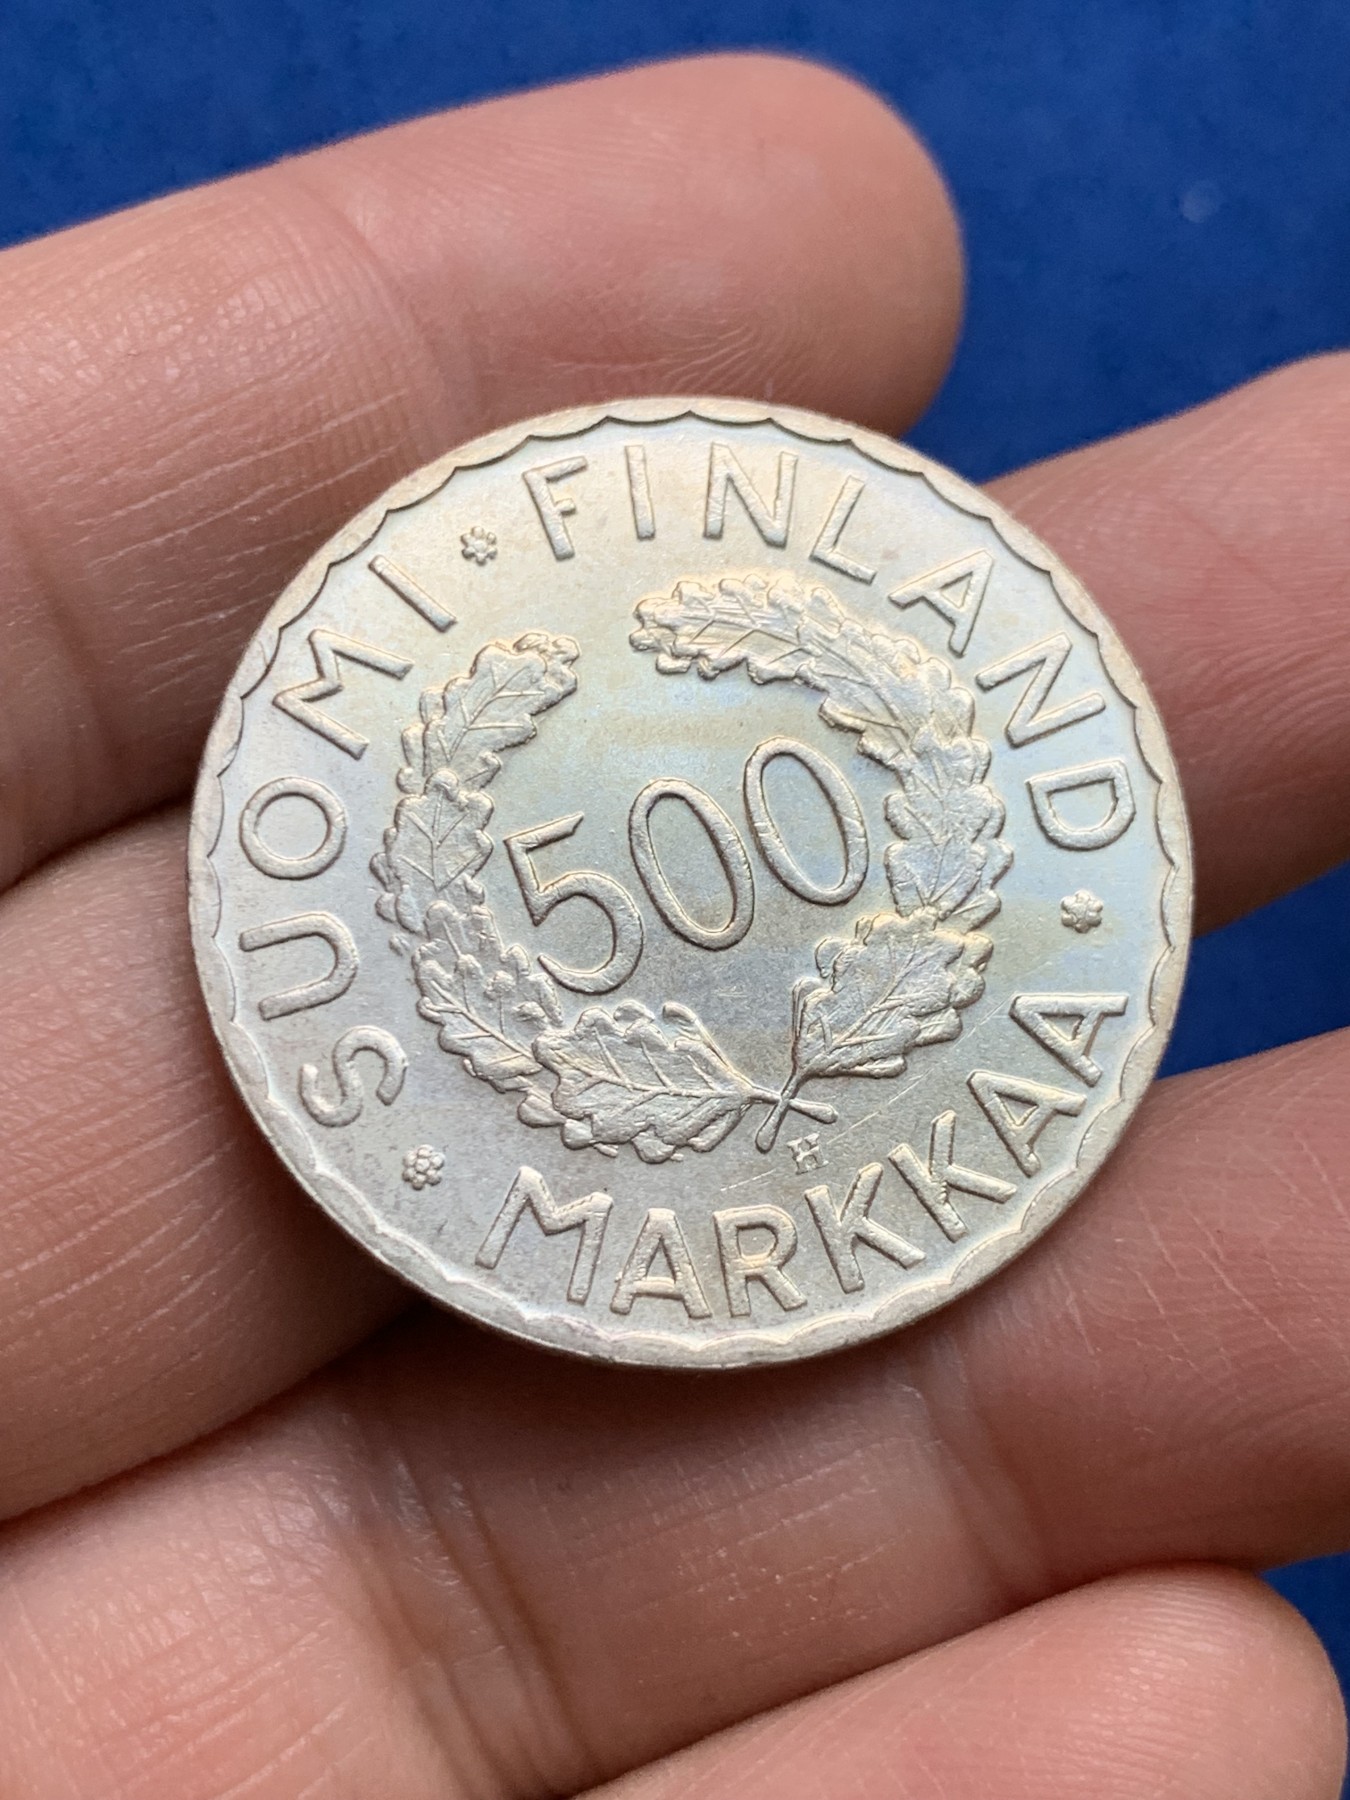 SUOMI * FINLAND * MARKKAA *
500
H